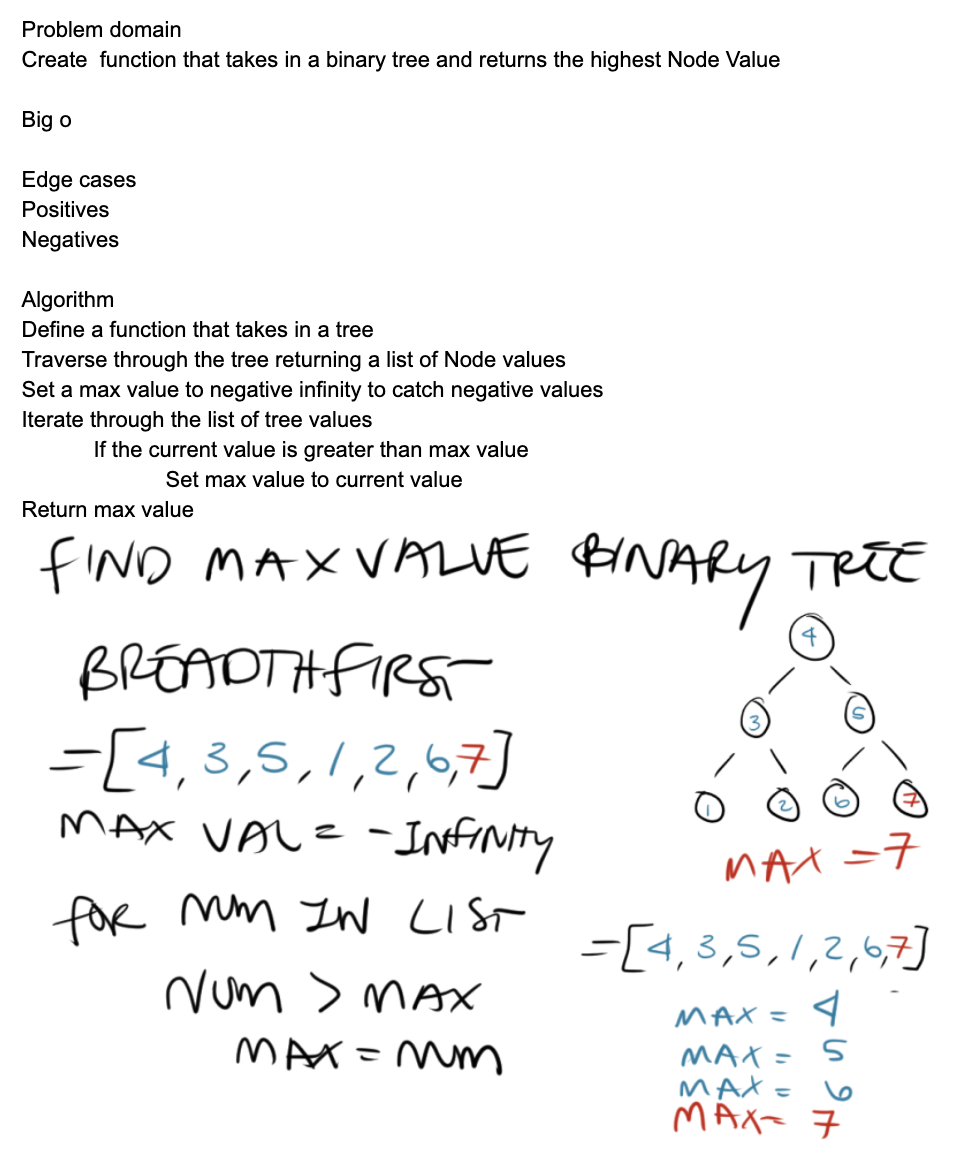 Problem domain
Create  function that takes in a binary tree and returns the highest Node Value
Big o
Edge cases
Positives
Negatives
Algorithm
Define a function that takes in a tree
Traverse through the tree returning a list of Node values
Set a max value to negative infinity to catch negative values
Iterate through the list of tree values
If the current value is greater than max value
Set max value to current value
Return max value
FIND MAX VALUE BINARY TREE
BREADTH FIRST
=[4, 3, 5, 1, 2, 6, 7]
MAX VAL = -INFINITY
FOR NUM IN LIST
NUM > MAX
MAX = NUM
4
3 5
1 2 6 7
MAX = 7
=[4, 3, 5, 1, 2, 6, 7]
MAX = 4
MAX = 5
MAX = 6
MAX = 7